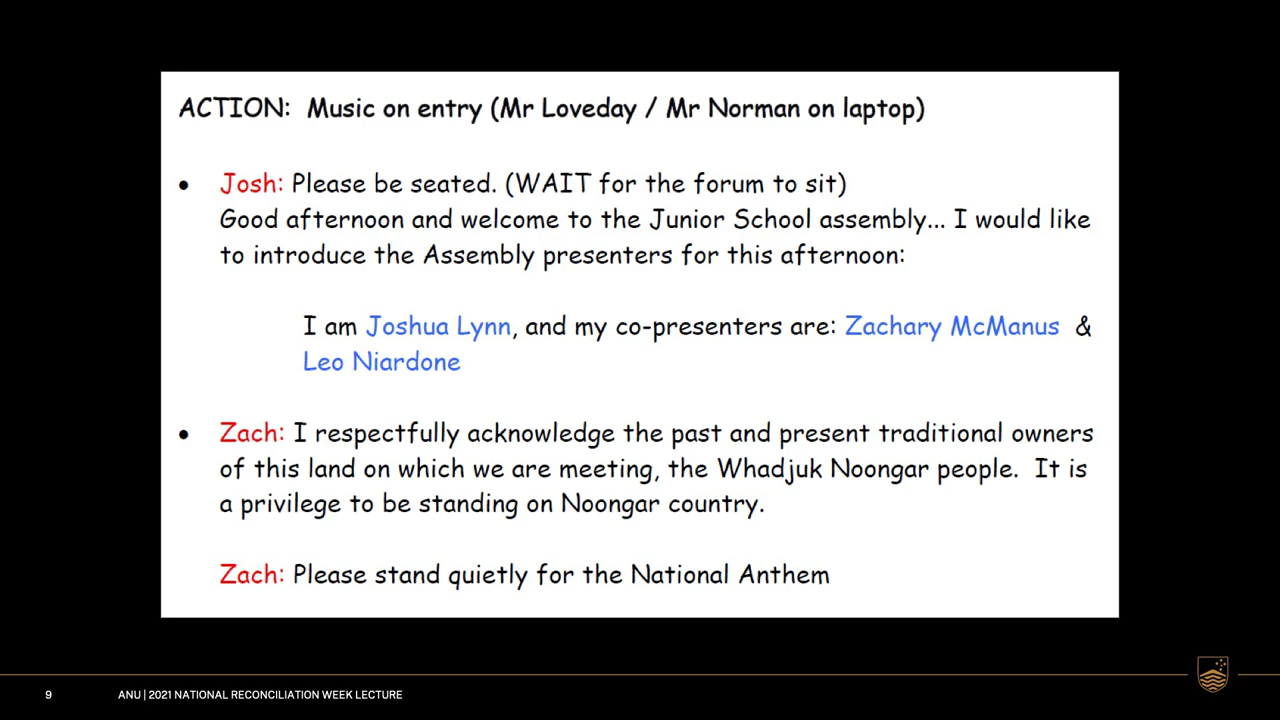 ACTION:  Music on entry (Mr Loveday / Mr Norman on laptop)
• Josh: Please be seated. (WAIT for the forum to sit)
Good afternoon and welcome to the Junior School assembly... I would like
to introduce the Assembly presenters for this afternoon:
I am Joshua Lynn, and my co-presenters are: Zachary McManus  &
Leo Niardone
• Zach: I respectfully acknowledge the past and present traditional owners
of this land on which we are meeting, the Whadjuk Noongar people.  It is
a privilege to be standing on Noongar country.
Zach: Please stand quietly for the National Anthem
9 ANU | 2021 NATIONAL RECONCILIATION WEEK LECTURE